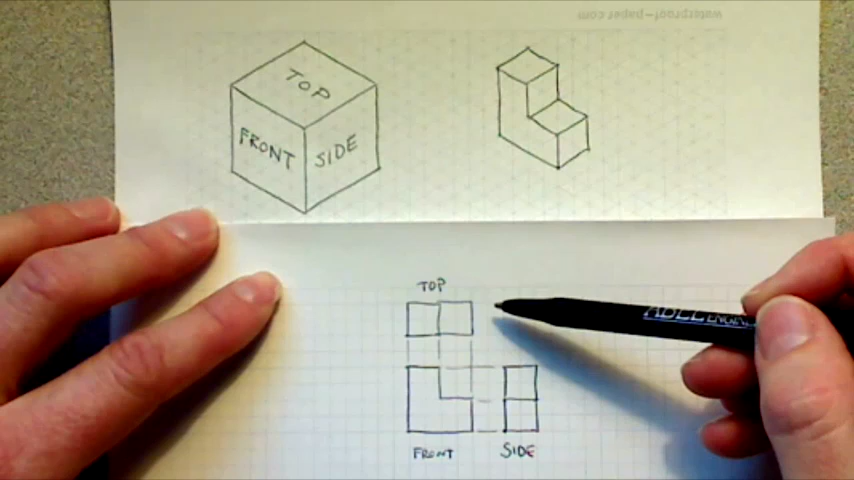 waterproof-paper.com
TOP
FRONT
SIDE
TOP
FRONT
SIDE